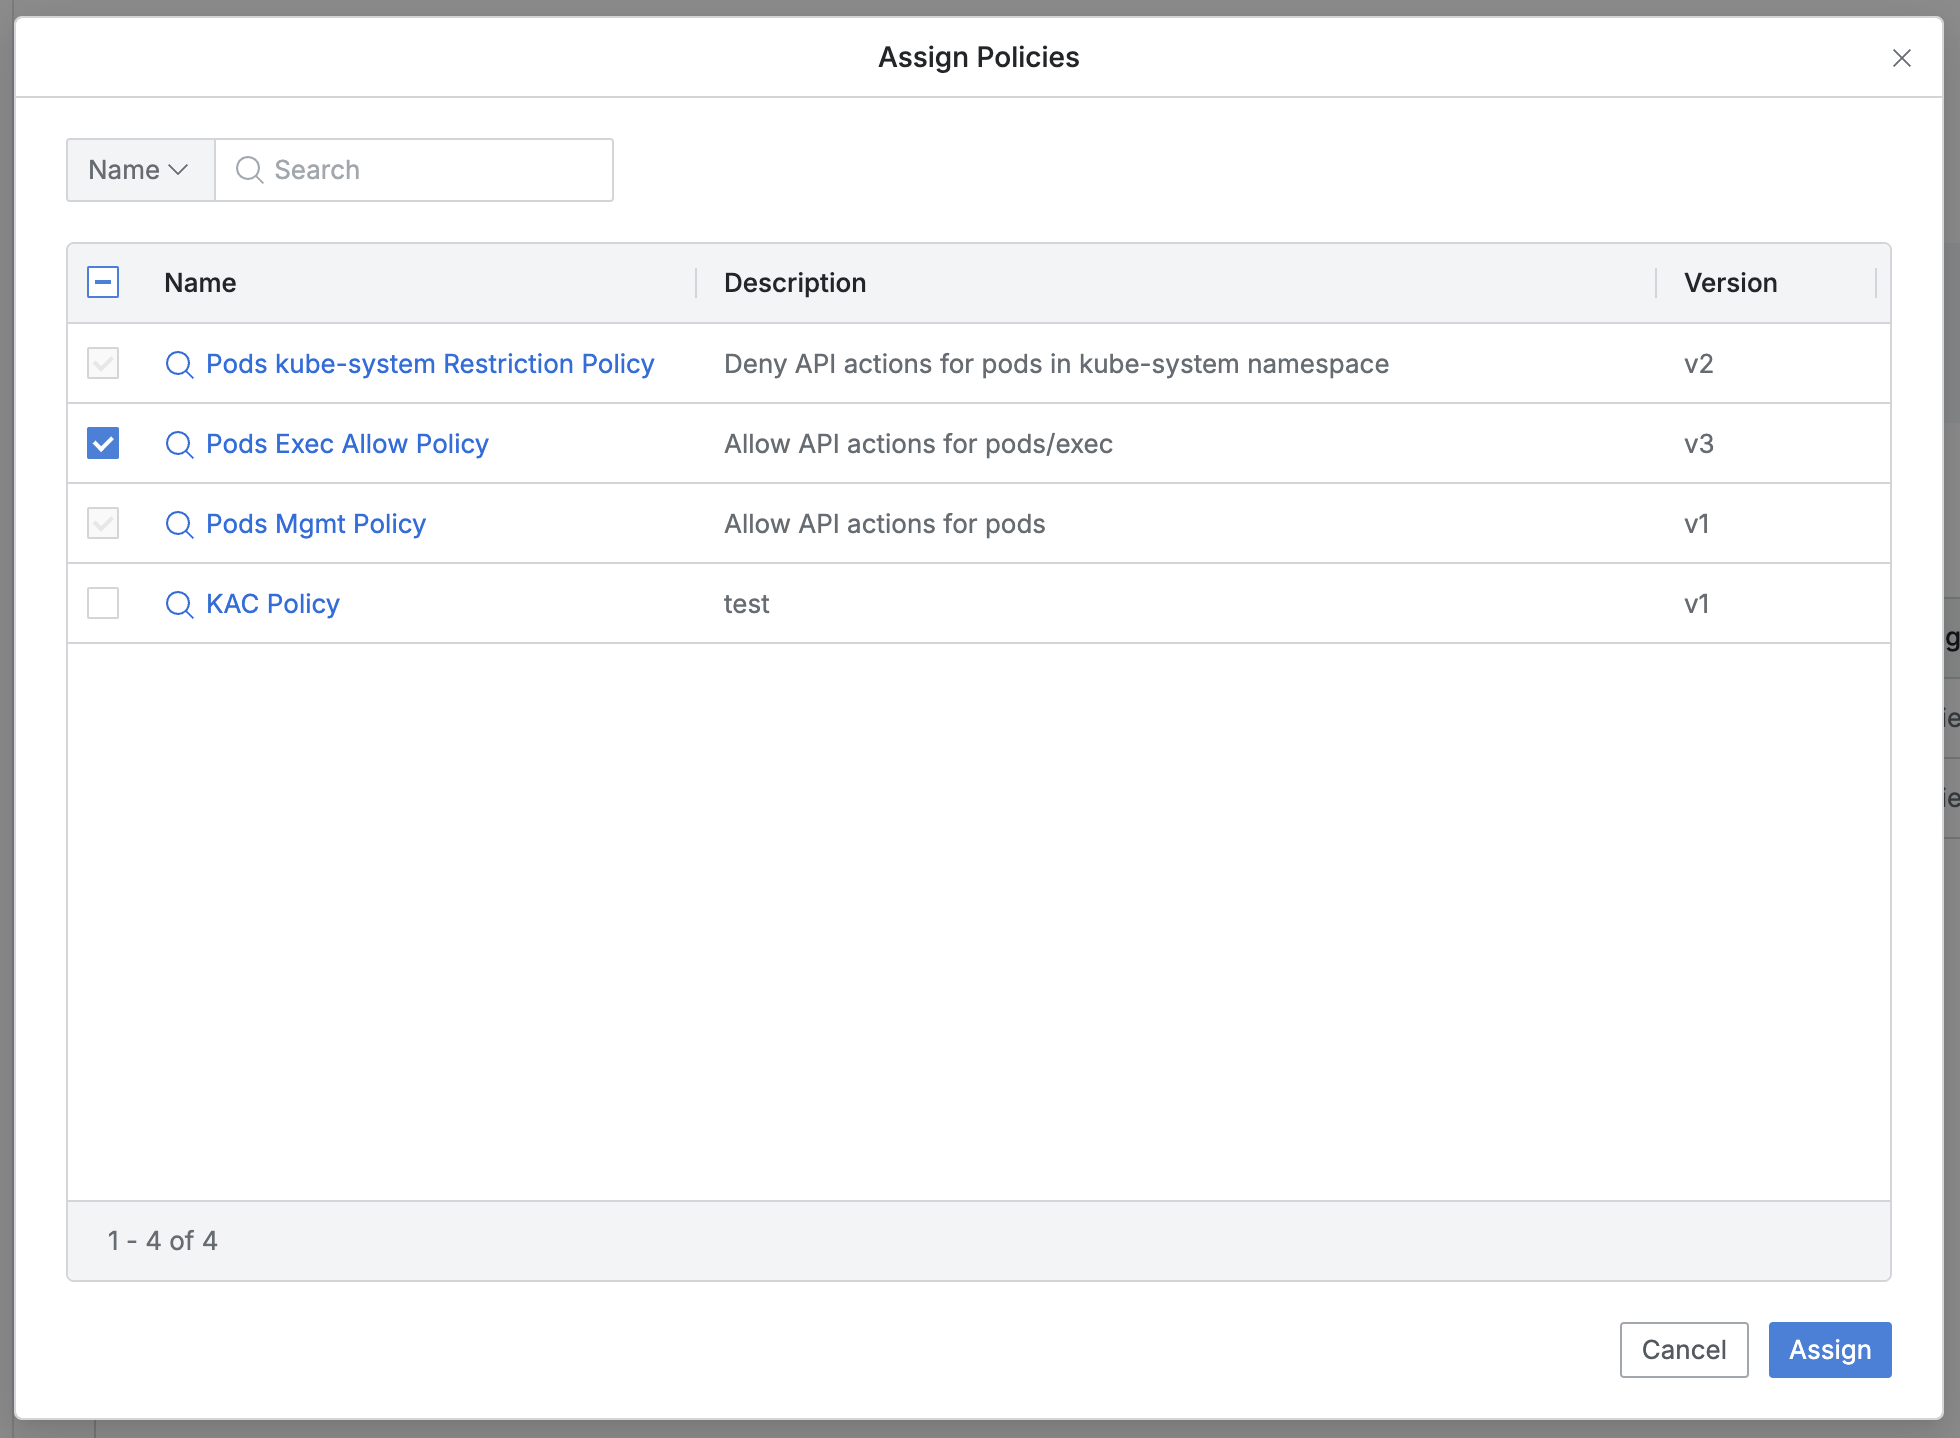 Assign Policies
Name
Search
Name Description Version
Pods kube-system Restriction Policy Deny API actions for pods in kube-system namespace v2
Pods Exec Allow Policy Allow API actions for pods/exec v3
Pods Mgmt Policy Allow API actions for pods v1
KAC Policy test v1
1 - 4 of 4
Cancel Assign